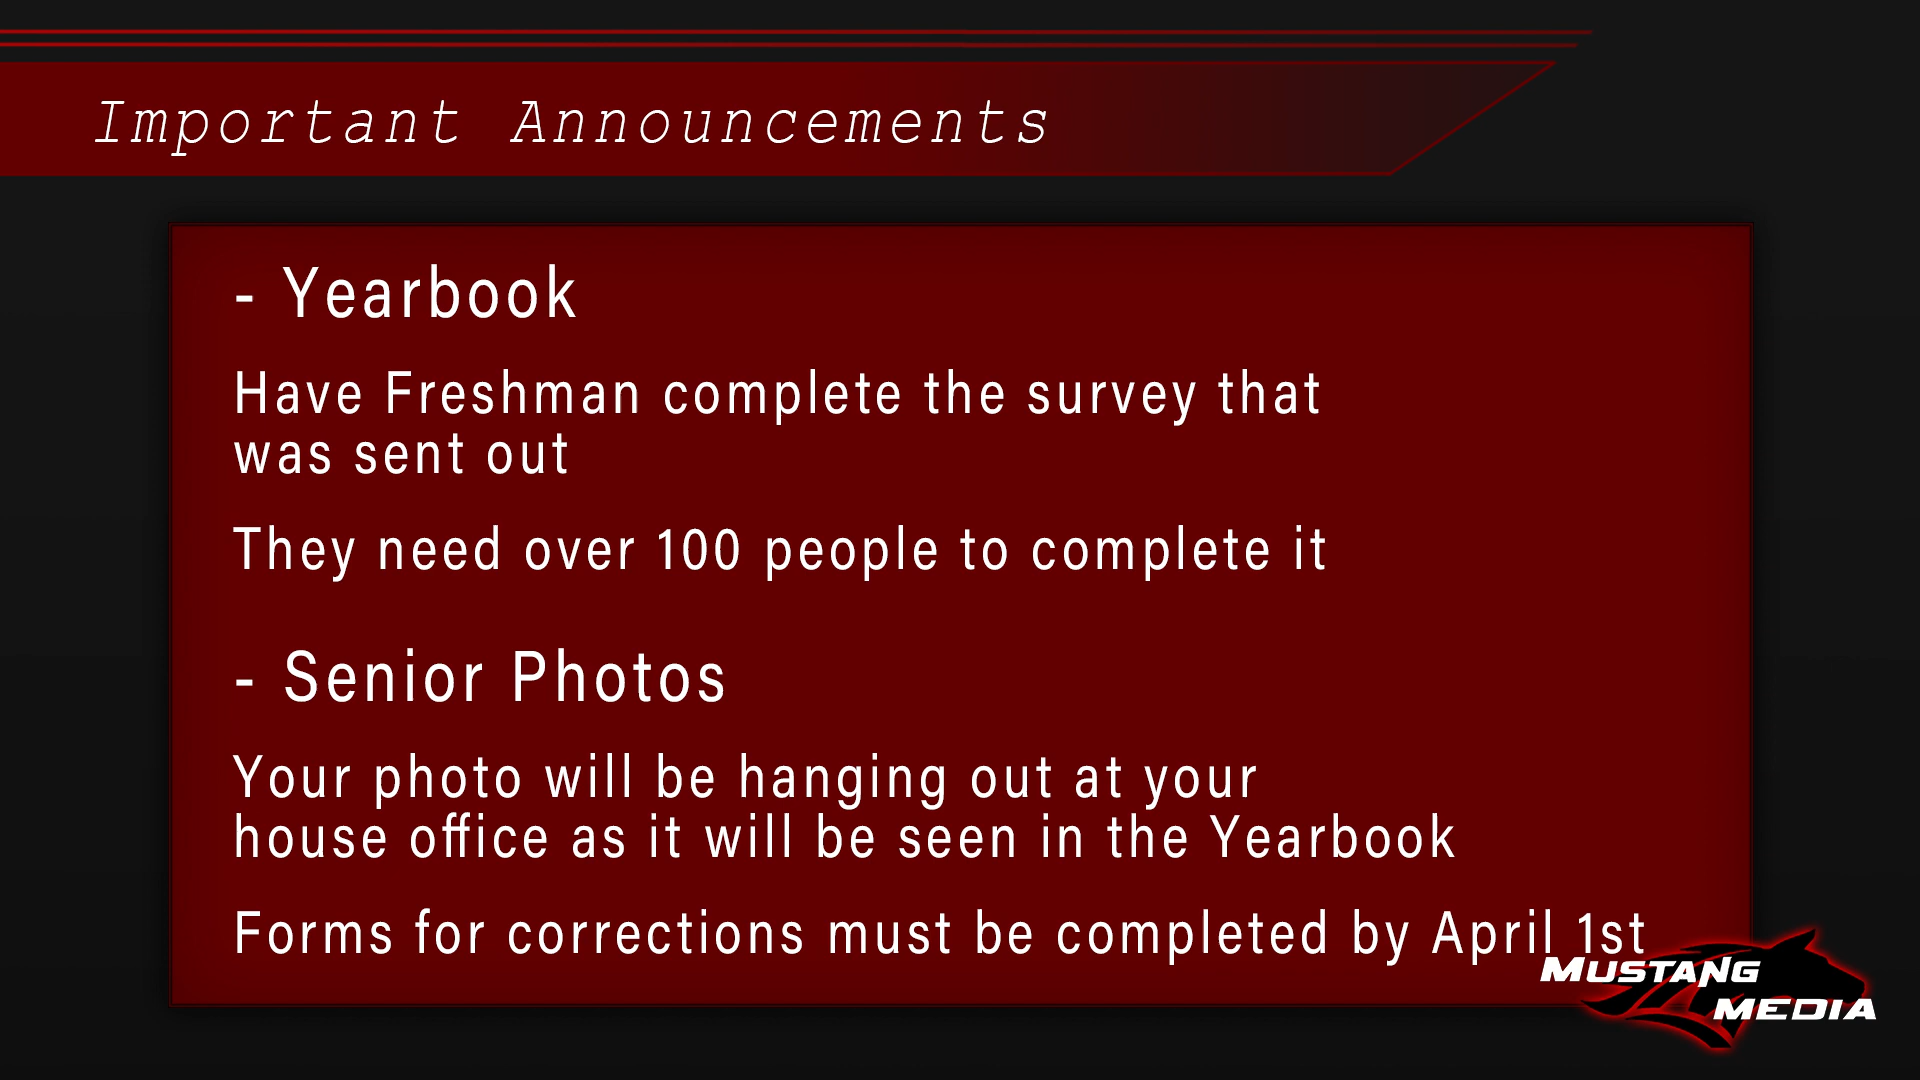 Important Announcements
- Yearbook
Have Freshman complete the survey that
was sent out
They need over 100 people to complete it
- Senior Photos
Your photo will be hanging out at your
house office as it will be seen in the Yearbook
Forms for corrections must be completed by April 1st
MUSTANG
MEDIA